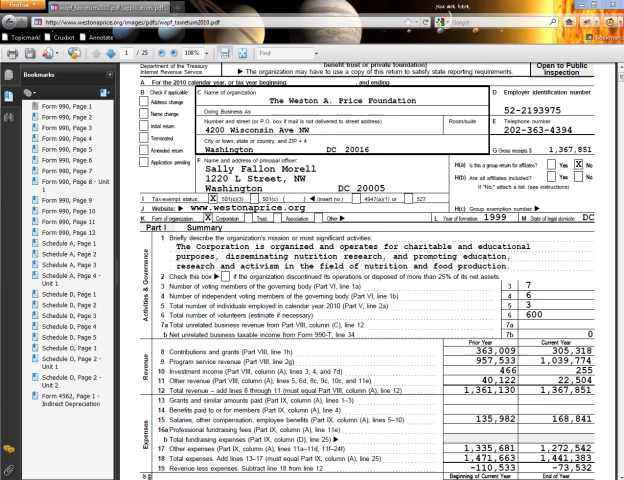 Firefox
wapf_taxreturn2010.pdf (application/pdf...
you are here
http://www.westonaprice.org/images/pdfs/wapf_taxreturn2010.pdf
Google
Topicmark! Cruxbot Annotate
Bookmarks
1 / 25 108% Find
Bookmarks
Form 990, Page 1
Form 990, Page 2
Form 990, Page 3
Form 990, Page 4
Form 990, Page 5
Form 990, Page 6
Form 990, Page 7
Form 990, Page 8 - Unit
1
Form 990, Page 9
Form 990, Page 10
Form 990, Page 11
Form 990, Page 12
Schedule A, Page 1
Schedule A, Page 2
Schedule A, Page 3
Schedule A, Page 4 -
Unit 1
Schedule D, Page 1
Schedule D, Page 2
Schedule D, Page 3
Schedule D, Page 4
Schedule D, Page 5
Schedule O, Page 1
Schedule O, Page 2 -
Unit 1
Schedule O, Page 2 -
Unit 2
Form 4562, Page 1 -
Indirect Depreciation
Department of the Treasury
Internal Revenue Service
benefit trust or private foundation)
The organization may have to use a copy of this return to satisfy state reporting requirements.
Open to Public
Inspection
A For the 2010 calendar year, or tax year beginning , and ending
B Check if applicable:
Address change
Name change
Initial return
Terminated
Amended return
Application pending
C Name of organization
The Weston A. Price Foundation
Doing Business As
Number and street (or P.O. box if mail is not delivered to street address) Room/suite
4200 Wisconsin Ave NW
City or town, state or country, and ZIP + 4
Washington DC 20016
D Employer identification number
52-2193975
E Telephone number
202-363-4394
G Gross receipts $ 1,367,851
F Name and address of principal officer:
Sally Fallon Morell
1220 L Street, NW
Washington DC 20005
H(a) Is this a group return for affiliates? Yes X No
H(b) Are all affiliates included? Yes No
If "No," attach a list. (see instructions)
I Tax-exempt status: X 501(c)(3) 501(c) ( ) (insert no.) 4947(a)(1) or 527
J Website: www.westonaprice.org
H(c) Group exemption number
K Form of organization: X Corporation Trust Association Other
L Year of formation: 1999 M State of legal domicile: DC
Part I Summary
Activities & Governance
1 Briefly describe the organization's mission or most significant activities:
The Corporation is organized and operates for charitable and educational
purposes, disseminating nutrition research, and promoting education,
research and activism in the field of nutrition and food production.
2 Check this box if the organization discontinued its operations or disposed of more than 25% of its net assets.
3 Number of voting members of the governing body (Part VI, line 1a) 3 7
4 Number of independent voting members of the governing body (Part VI, line 1b) 4 6
5 Total number of individuals employed in calendar year 2010 (Part V, line 2a) 5 3
6 Total number of volunteers (estimate if necessary) 6 600
7a Total unrelated business revenue from Part VIII, column (C), line 12 7a
b Net unrelated business taxable income from Form 990-T, line 34 7b 0
Prior Year Current Year
Revenue
8 Contributions and grants (Part VIII, line 1h) 363,009 305,318
9 Program service revenue (Part VIII, line 2g) 957,533 1,039,774
10 Investment income (Part VIII, column (A), lines 3, 4, and 7d) 466 255
11 Other revenue (Part VIII, column (A), lines 5, 6d, 8c, 9c, 10c, and 11e) 40,122 22,504
12 Total revenue – add lines 8 through 11 (must equal Part VIII, column (A), line 12) 1,361,130 1,367,851
Expenses
13 Grants and similar amounts paid (Part IX, column (A), lines 1–3)
14 Benefits paid to or for members (Part IX, column (A), line 4)
15 Salaries, other compensation, employee benefits (Part IX, column (A), lines 5–10) 135,982 168,841
16a Professional fundraising fees (Part IX, column (A), line 11e)
b Total fundraising expenses (Part IX, column (D), line 25)
17 Other expenses (Part IX, column (A), lines 11a–11d, 11f–24f) 1,335,681 1,272,542
18 Total expenses. Add lines 13–17 (must equal Part IX, column (A), line 25) 1,471,663 1,441,383
19 Revenue less expenses. Subtract line 18 from line 12 -110,533 -73,532
Beginning of Current Year End of Year